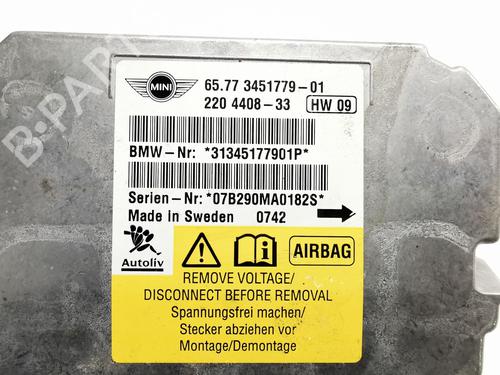 MINI
65.77 3451779-01
220 4408-33 HW 09
BMW-Nr: *31345177901P*
Serien-Nr: *07B290MA0182S*
Made in Sweden 0742
Autoliv
AIRBAG
REMOVE VOLTAGE/
DISCONNECT BEFORE REMOVAL
Spannungsfrei machen/
Stecker abziehen vor
Montage/Demontage
B-PARTS